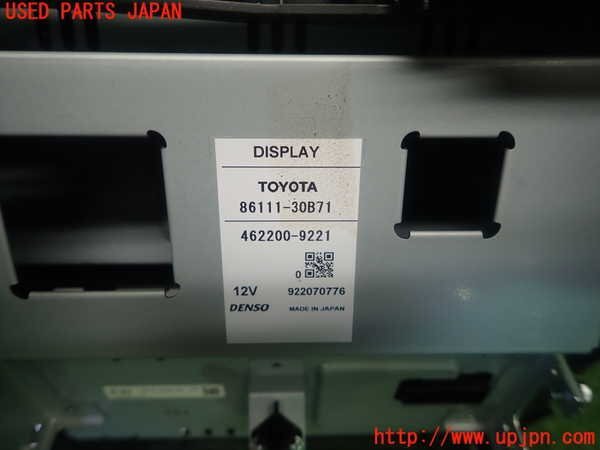 USED PARTS JAPAN
DISPLAY
TOYOTA
86111-30B71
462200-9221
0
12V 922070776
DENSO MADE IN JAPAN
http://www.upjpn.com/